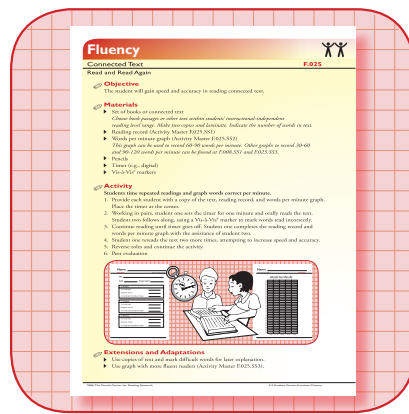 Fluency
Connected Text F.025
Read and Read Again
Objective
The student will gain speed and accuracy in reading connected text.
Materials
Set of books or connected text
Choose book passages or other text within students' instructional-independent
reading level range. Make two copies and laminate. Indicate the number of words in text.
Reading record (Activity Master F.025.SS1)
Words per minute graph (Activity Master F.025.SS2)
This graph can be used to record 60-90 words per minute. Other graphs to record 30-60
and 90-120 words per minute can be found at F.008.SS1 and F.025.SS3.
Pencils
Timer (e.g., digital)
Vis-à-Vis® markers
Activity
Students time repeated readings and graph words correct per minute.
1. Provide each student with a copy of the text, reading record, and words per minute graph.
Place the timer at the center.
2. Working in pairs, student one sets the timer for one minute and orally reads the text.
Student two follows along, using a Vis-à-Vis® marker to mark words read incorrectly.
3. Continue reading until timer goes off. Student one completes the reading record and
words per minute graph with the assistance of student two.
4. Student one rereads the text two more times, attempting to increase speed and accuracy.
5. Reverse roles and continue the activity.
6. Peer evaluation
Name
Name
Extensions and Adaptations
Use copies of text and mark difficult words for later explanation.
Use graph with more fluent readers (Activity Master F.025.SS3).